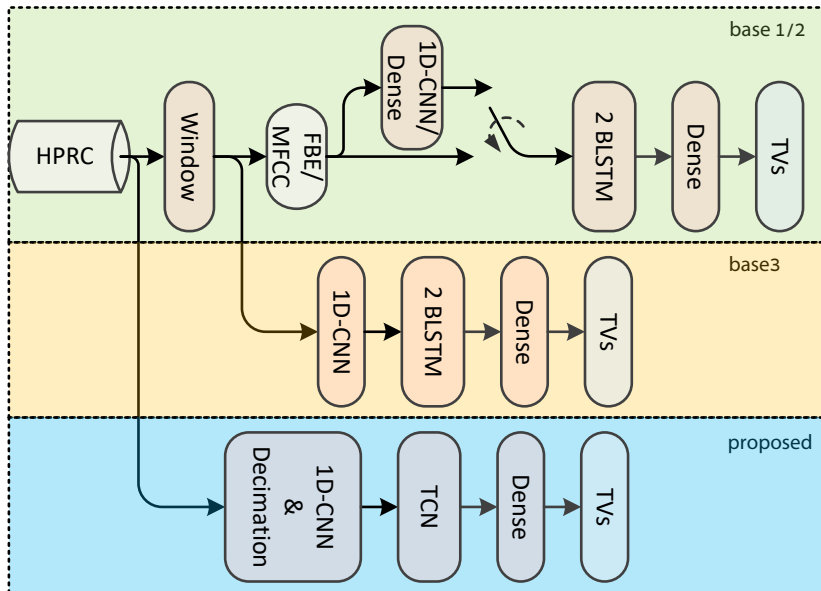 base 1/2
HPRC
Window
FBE/
MFCC
1D-CNN/
Dense
2 BLSTM
Dense
TVs
base3
1D-CNN
2 BLSTM
Dense
TVs
proposed
1D-CNN
&
Decimation
TCN
Dense
TVs